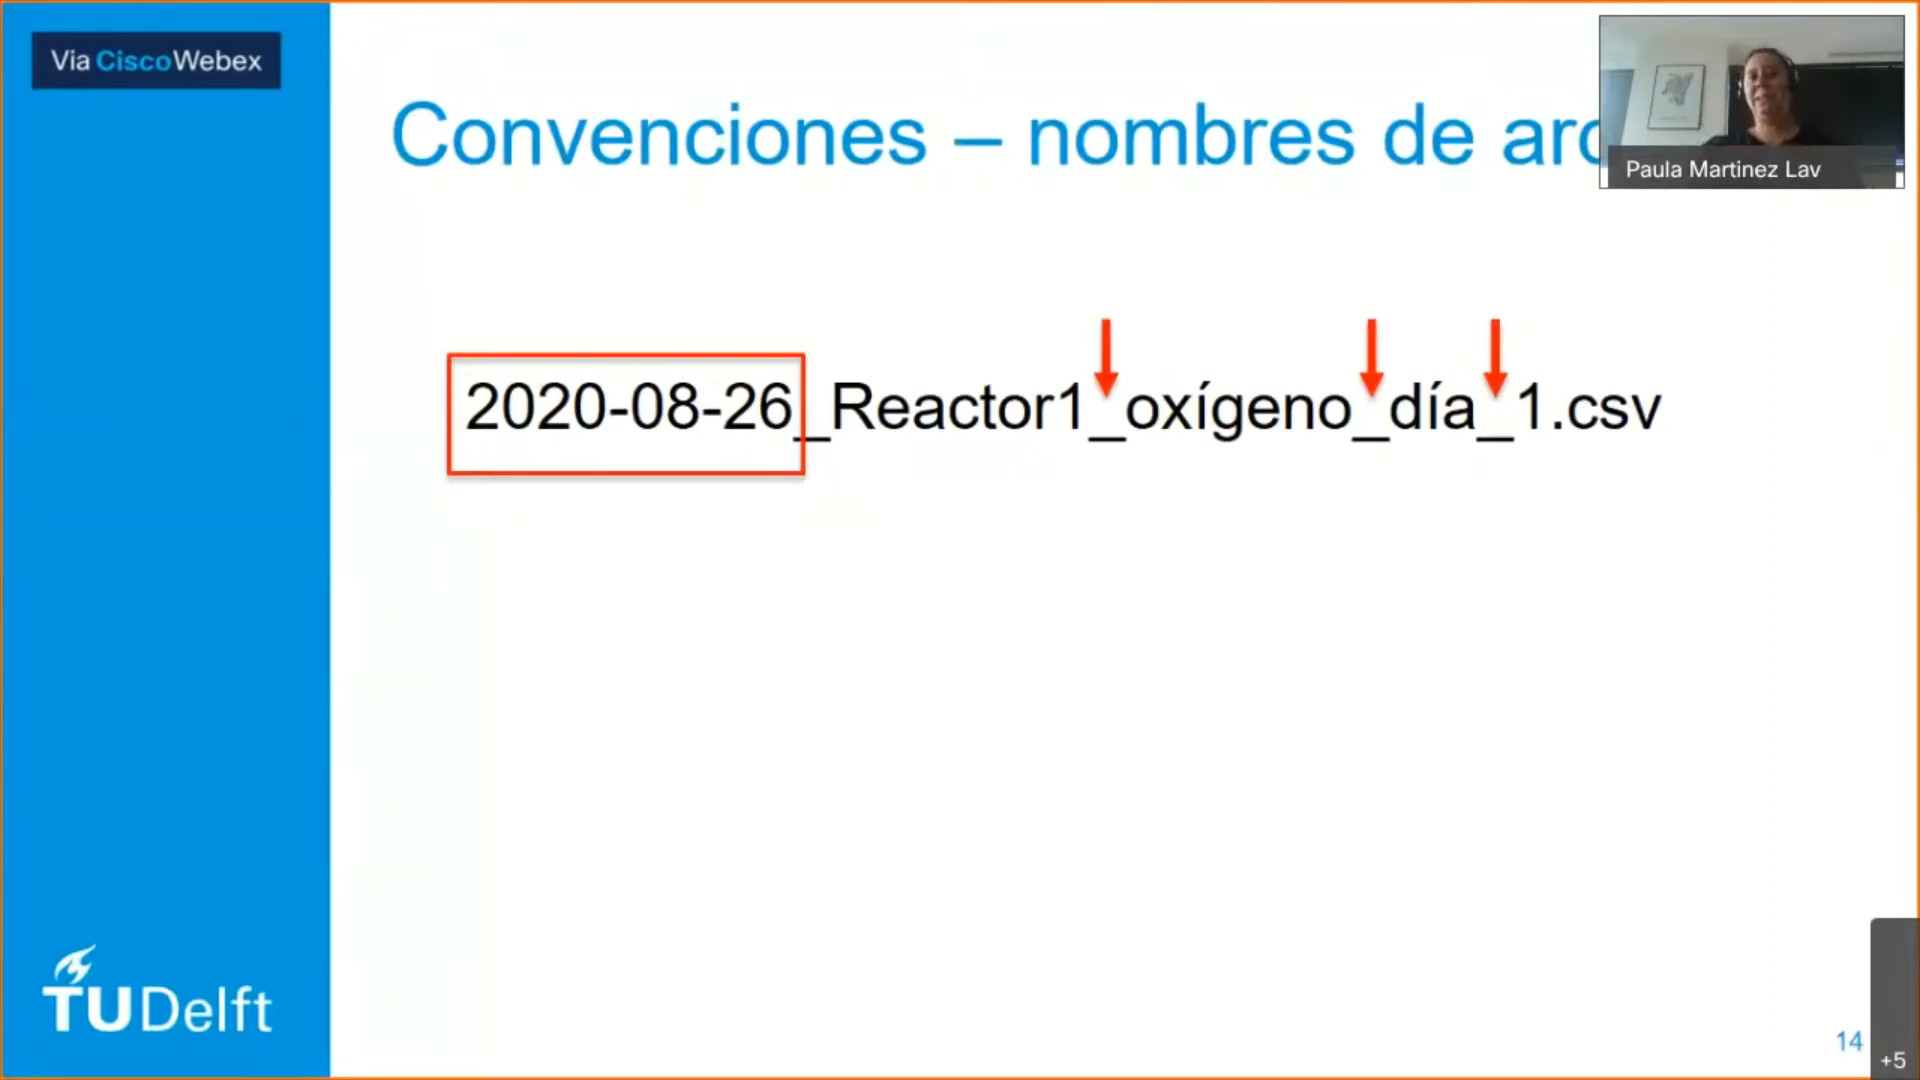 Via CiscoWebex
Convenciones – nombres de arc
Paula Martinez Lav
2020-08-26_Reactor1_oxígeno_día_1.csv
TUDelft
14
+5